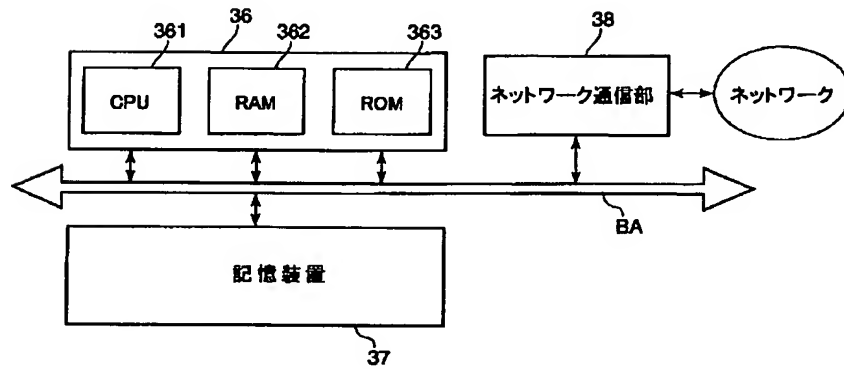 36
361
362
363
38
CPU
RAM
ROM
ネットワーク通信部
ネットワーク
BA
記憶装置
37